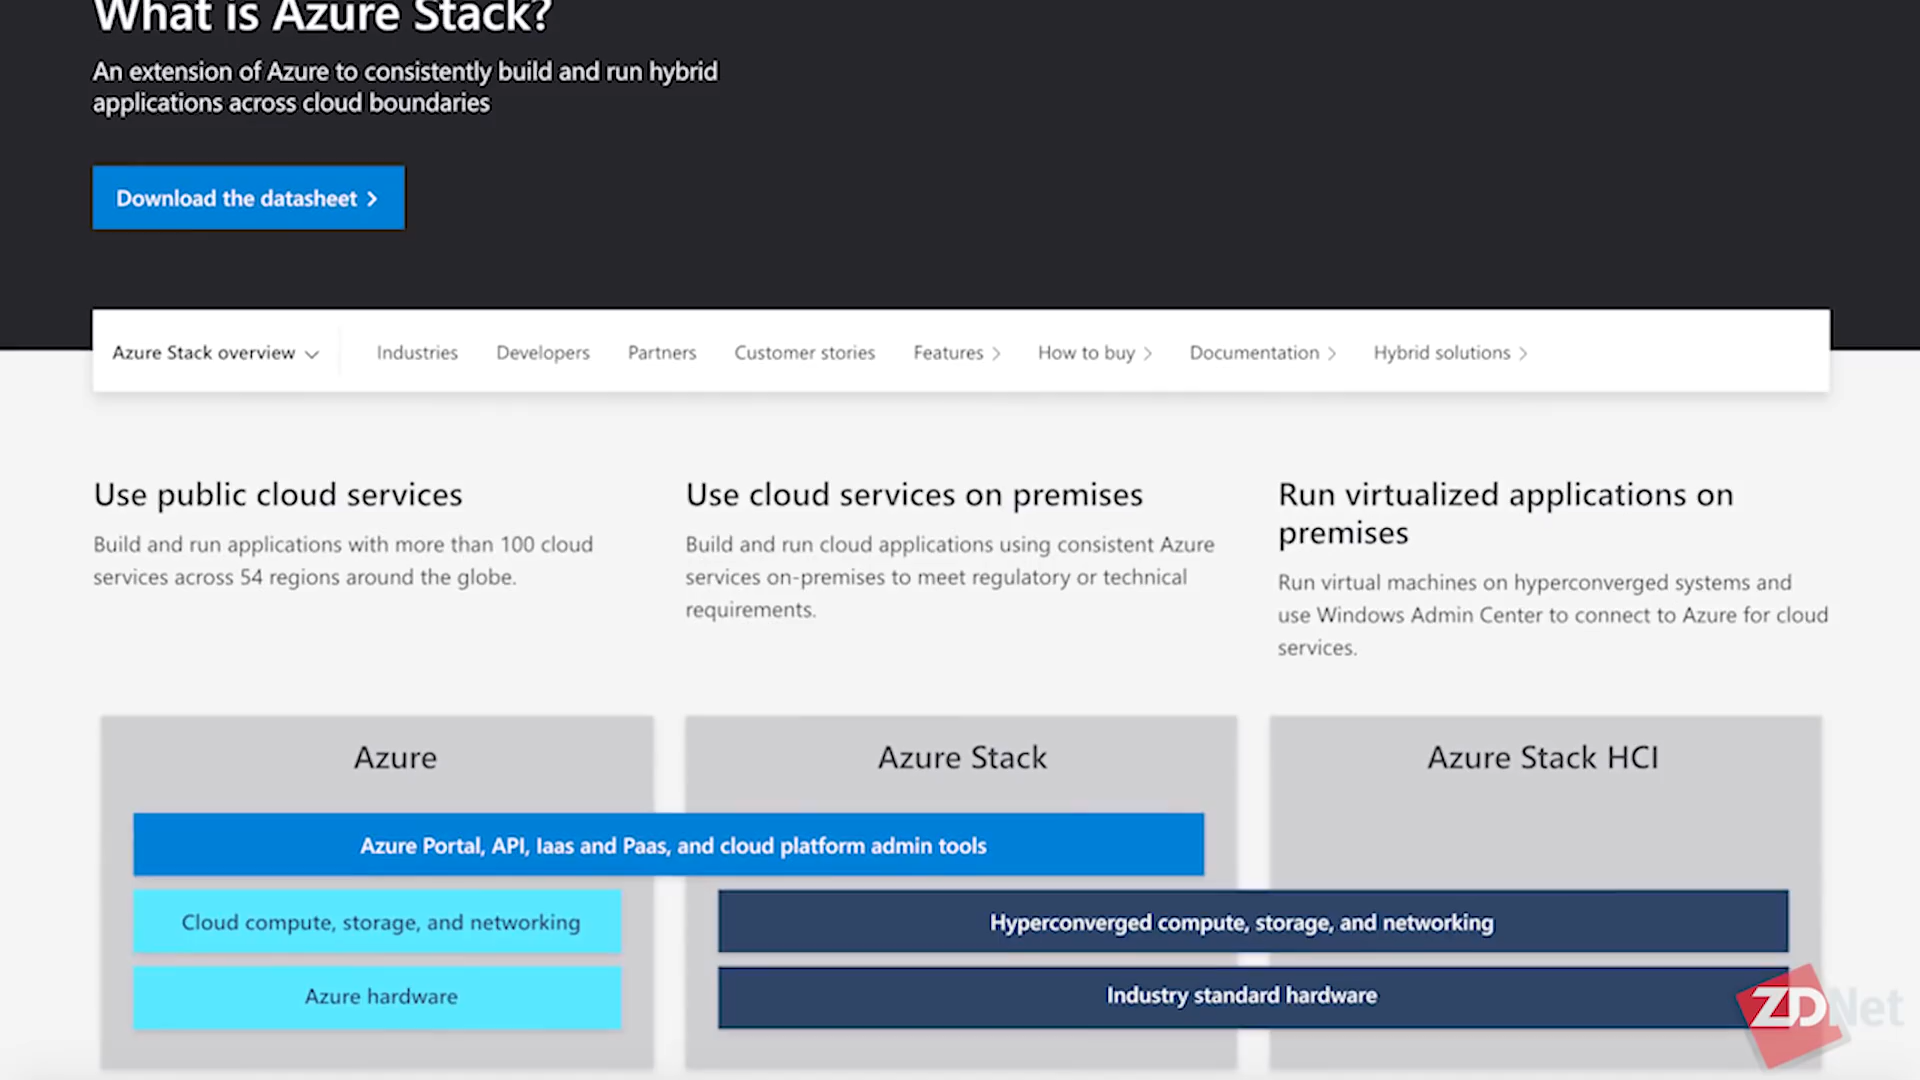 What is Azure Stack?
An extension of Azure to consistently build and run hybrid
applications across cloud boundaries
Download the datasheet
Azure Stack overview
Industries
Developers
Partners
Customer stories
Features
How to buy
Documentation
Hybrid solutions
Use public cloud services
Build and run applications with more than 100 cloud
services across 54 regions around the globe.
Use cloud services on premises
Build and run cloud applications using consistent Azure
services on-premises to meet regulatory or technical
requirements.
Run virtualized applications on
premises
Run virtual machines on hyperconverged systems and
use Windows Admin Center to connect to Azure for cloud
services.
Azure
Azure Stack
Azure Stack HCI
Azure Portal, API, Iaas and Paas, and cloud platform admin tools
Cloud compute, storage, and networking
Hyperconverged compute, storage, and networking
Azure hardware
Industry standard hardware
ZDNet